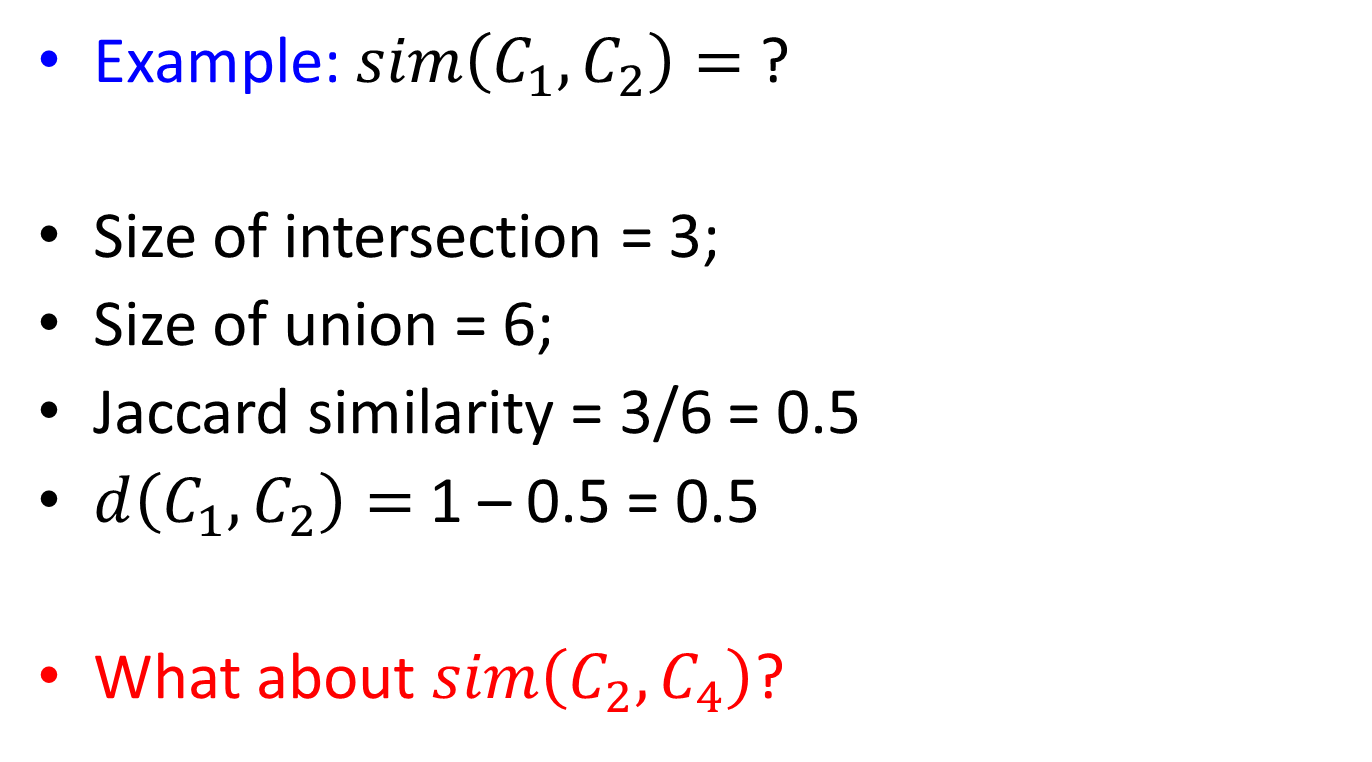 • Example: 𝑠𝑖𝑚(𝐶₁, 𝐶₂) = ?
• Size of intersection = 3;
• Size of union = 6;
• Jaccard similarity = 3/6 = 0.5
• 𝑑(𝐶₁, 𝐶₂) = 1 – 0.5 = 0.5
• What about 𝑠𝑖𝑚(𝐶₂, 𝐶₄)?